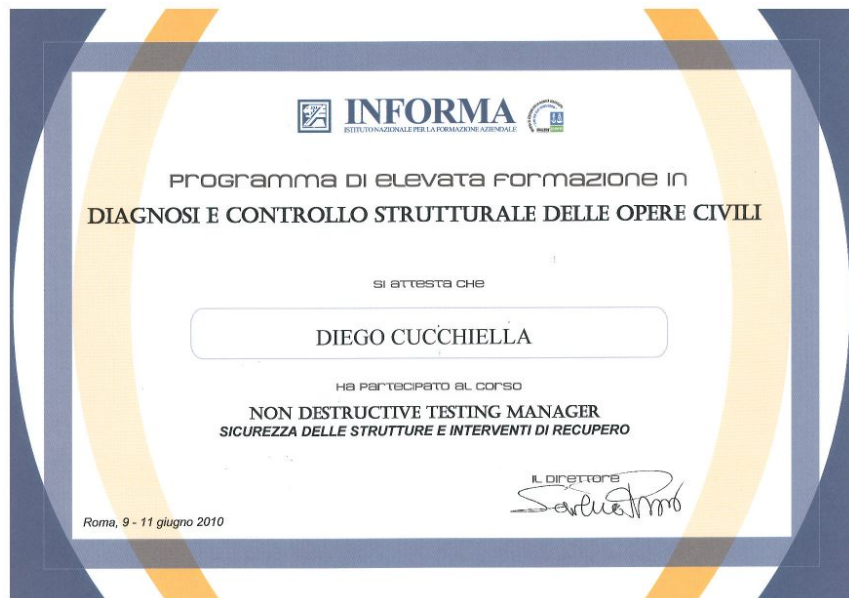 INFORMA
ISTITUTO NAZIONALE PER LA FORMAZIONE AZIENDALE
PROGRAMMA DI ELEVATA FORMAZIONE IN
DIAGNOSI E CONTROLLO STRUTTURALE DELLE OPERE CIVILI
SI ATTESTA CHE
DIEGO CUCCHIELLA
HA PARTECIPATO AL CORSO
NON DESTRUCTIVE TESTING MANAGER
SICUREZZA DELLE STRUTTURE E INTERVENTI DI RECUPERO
IL DIRETTORE
Roma, 9 - 11 giugno 2010